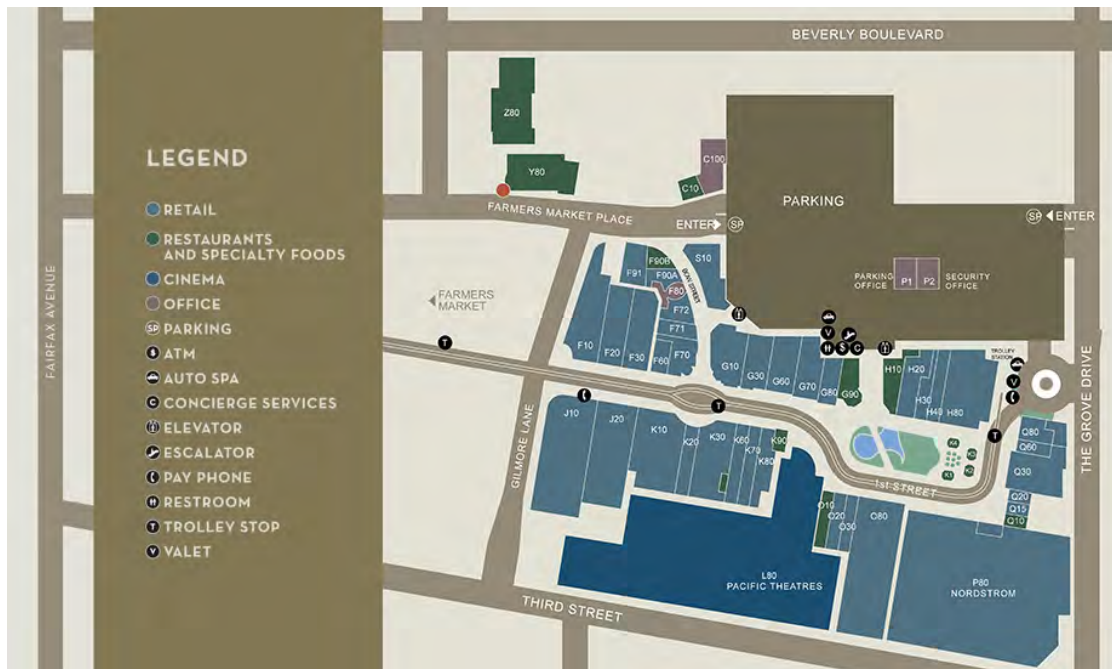 BEVERLY BOULEVARD
LEGEND
RETAIL
RESTAURANTS
AND SPECIALTY FOODS
CINEMA
OFFICE
SP PARKING
$ ATM
AUTO SPA
C CONCIERGE SERVICES
ELEVATOR
ESCALATOR
PAY PHONE
RESTROOM
T TROLLEY STOP
V VALET
FAIRFAX AVENUE
Z80
Y80
C100
C10
FARMERS MARKET PLACE
PARKING
ENTER
SP
SP
ENTER
PARKING
OFFICE
P1
P2
SECURITY
OFFICE
FARMERS
MARKET
T
F10
F20
F30
F91
F90B
F90A
F80
F72
F71
F60
F70
S10
G10
G30
G60
G70
G80
G90
V
$
C
H10
H20
H30
H40
H80
TROLLEY
STATION
V
THE GROVE DRIVE
GILMORE LANE
J10
J20
K10
K20
K30
K60
K70
K80
K90
T
T
1st STREET
K4
K3
K2
K1
Q80
Q60
Q30
Q20
Q15
Q10
O10
O20
O30
O80
L80
PACIFIC THEATRES
P80
NORDSTROM
THIRD STREET